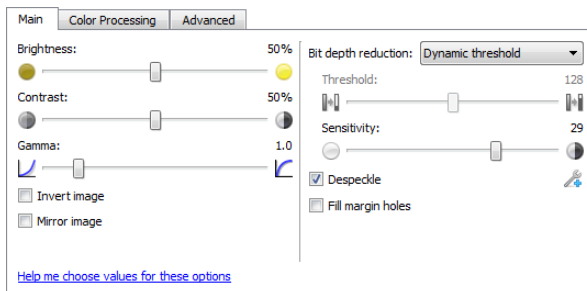 Main Color Processing Advanced
Brightness: 50%
Contrast: 50%
Gamma: 1.0
Invert image
Mirror image
Help me choose values for these options
Bit depth reduction: Dynamic threshold
Threshold: 128
Sensitivity: 29
Despeckle
Fill margin holes